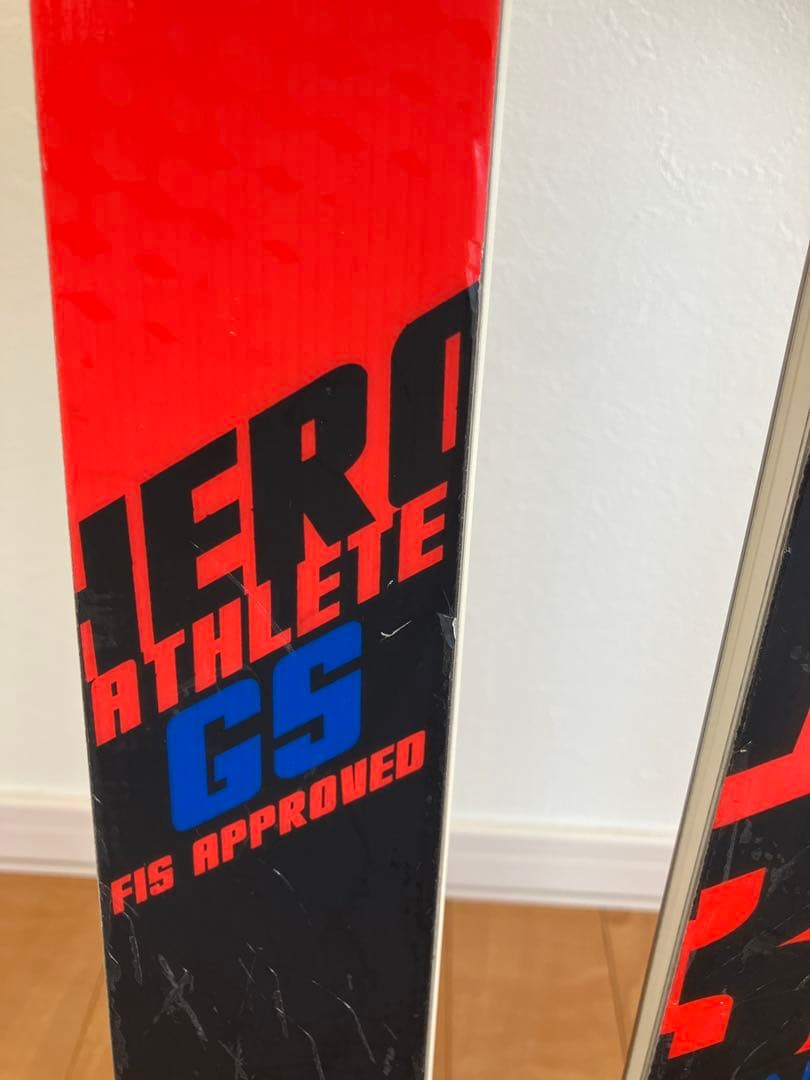 HERO
ATHLETE
GS
FIS APPROVED